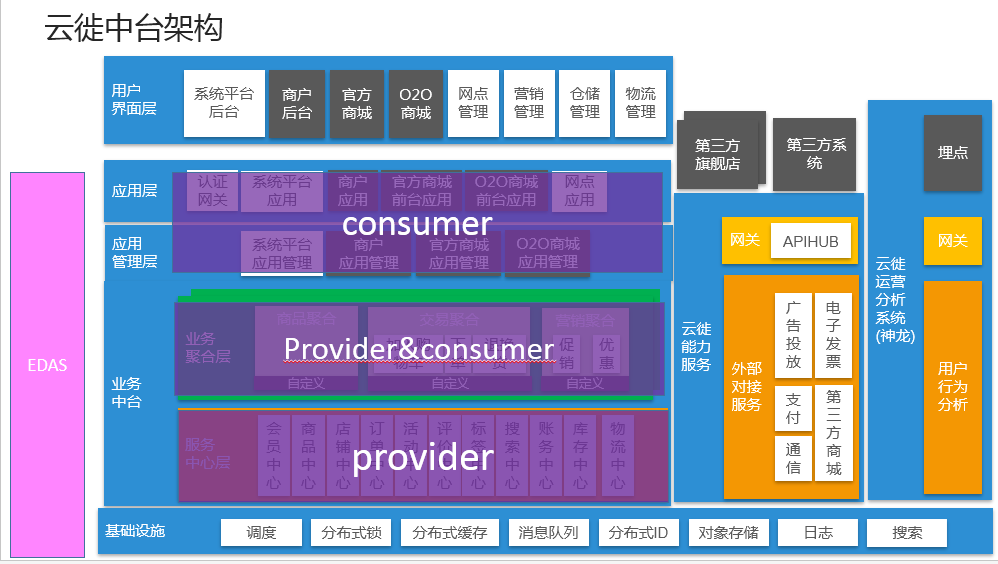 云徙中台架构
用户
界面层
系统平台
后台
商户
后台
官方
商城
O2O
商城
网点
管理
营销
管理
仓储
管理
物流
管理
第三方
旗舰店
第三方系
统
埋点
EDAS
应用层
认证
网关
系统平台
应用
商户
应用
官方商城
前台应用
O2O商城
前台应用
网点
应用
consumer
应用
管理层
系统平台
应用管理
商户
应用管理
官方商城
应用管理
O2O商城
应用管理
网关
APIHUB
网关
业务
中台
业务
聚合层
商品聚合
自定义
交易聚合
下
单
自定义
营销聚合
促
销
优
惠
自定义
Provider&consumer
服务
中心层
会员中心
商品中心
店铺中心
订单中心
活动中心
评价中心
标签中心
搜索中心
账务中心
库存中心
物流中心
provider
云徙
能力
服务
外部
对接
服务
广告投放
电子发票
支付
通信
第三方商城
云徙
运营
分析
系统
(神龙)
用户
行为
分析
基础设施
调度
分布式锁
分布式缓存
消息队列
分布式ID
对象存储
日志
搜索